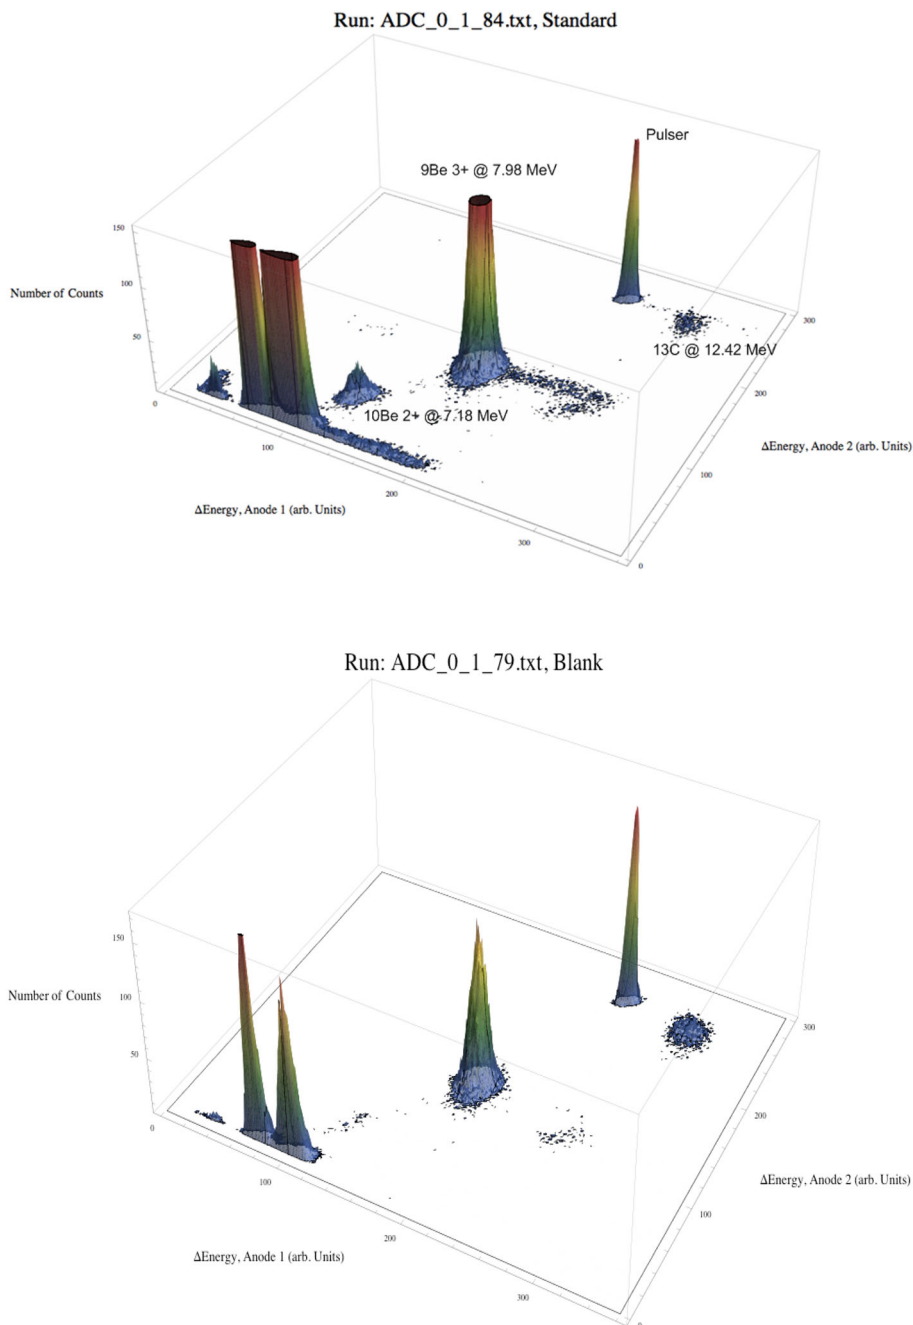 Run: ADC_0_1_84.txt, Standard
Pulser
9Be 3+ @ 7.98 MeV
150
Number of Counts
100
50
0
13C @ 12.42 MeV
300
200
10Be 2+ @ 7.18 MeV
100
ΔEnergy, Anode 2 (arb. Units)
100
200
ΔEnergy, Anode 1 (arb. Units)
300
0
Run: ADC_0_1_79.txt, Blank
150
Number of Counts
100
50
0
300
200
100
ΔEnergy, Anode 2 (arb. Units)
100
200
ΔEnergy, Anode 1 (arb. Units)
300